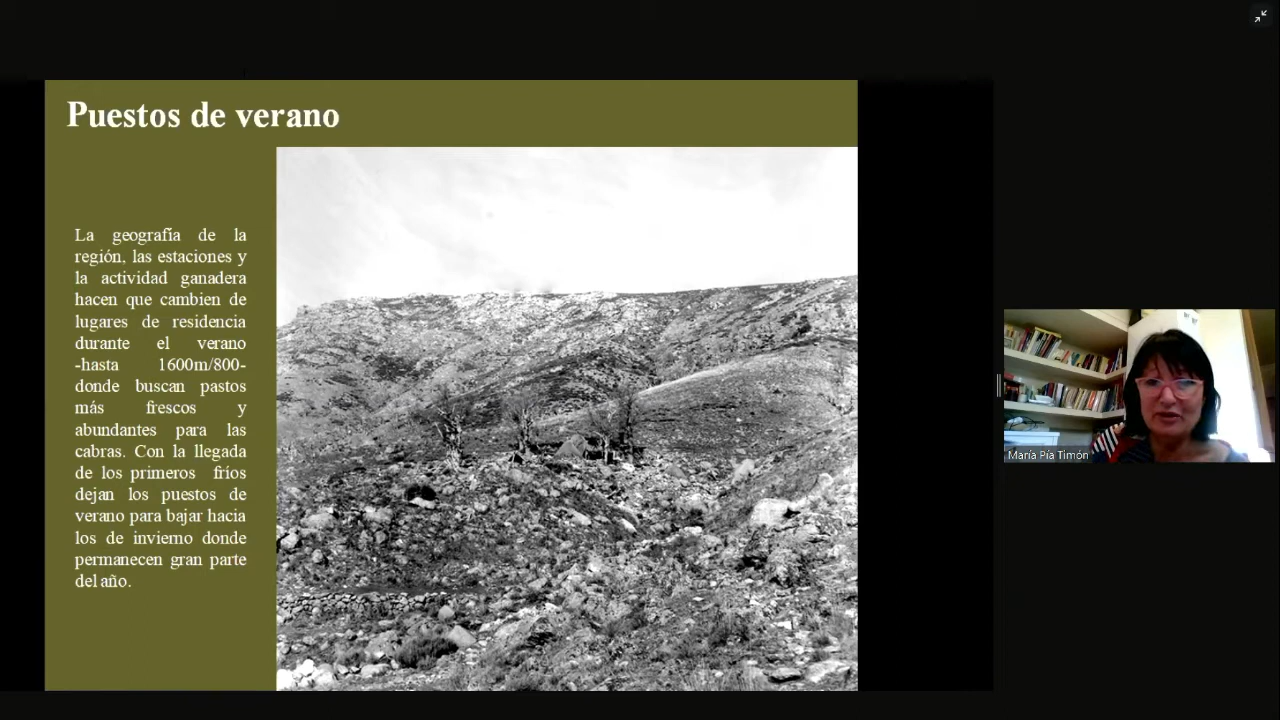 Puestos de verano
La geografía de la
región, las estaciones y
la actividad ganadera
hacen que cambien de
lugares de residencia
durante el verano
-hasta 1600m/800-
donde buscan pastos
más frescos y
abundantes para las
cabras. Con la llegada
de los primeros fríos
dejan los puestos de
verano para bajar hacia
los de invierno donde
permanecen gran parte
del año.
María Pía Timón